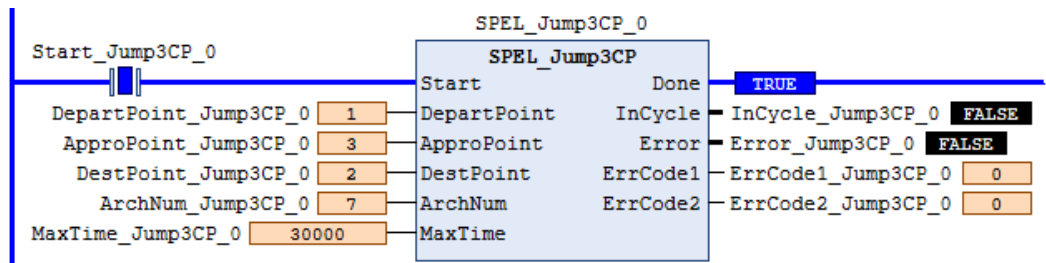 SPEL_Jump3CP_0
Start_Jump3CP_0 SPEL_Jump3CP
Start Done TRUE
DepartPoint_Jump3CP_0 1 DepartPoint InCycle InCycle_Jump3CP_0 FALSE
ApproPoint_Jump3CP_0 3 ApproPoint Error Error_Jump3CP_0 FALSE
DestPoint_Jump3CP_0 2 DestPoint ErrCode1 ErrCode1_Jump3CP_0 0
ArchNum_Jump3CP_0 7 ArchNum ErrCode2 ErrCode2_Jump3CP_0 0
MaxTime_Jump3CP_0 30000 MaxTime